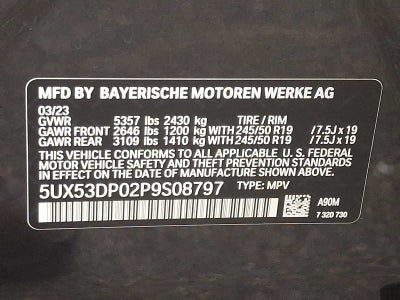 MFD BY BAYERISCHE MOTOREN WERKE AG
03/23
GVWR 5357 lbs 2430 kg TIRE / RIM
GAWR FRONT 2646 lbs 1200 kg WITH 245/50 R19 / 7.5J x 19
GAWR REAR 3109 lbs 1410 kg WITH 245/50 R19 / 7.5J x 19
THIS VEHICLE CONFORMS TO ALL APPLICABLE U. S. FEDERAL
MOTOR VEHICLE SAFETY AND THEFT PREVENTION STANDARDS
IN EFFECT ON THE DATE OF MANUFACTURE SHOWN ABOVE.
5UX53DP02P9S08797 TYPE: MPV
A90M
7 320 730